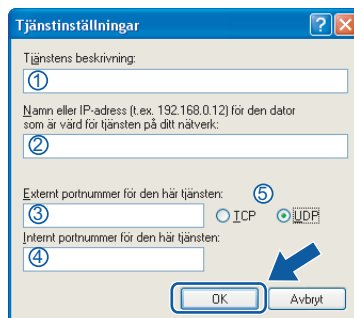 Tjänstinställningar
Tjänstens beskrivning:
①
Namn eller IP-adress (t.ex. 192.168.0.12) för den dator
som är värd för tjänsten på ditt nätverk:
②
Externt portnummer för den här tjänsten: ⑤
③ TCP UDP
Internt portnummer för den här tjänsten:
④
OK Avbryt